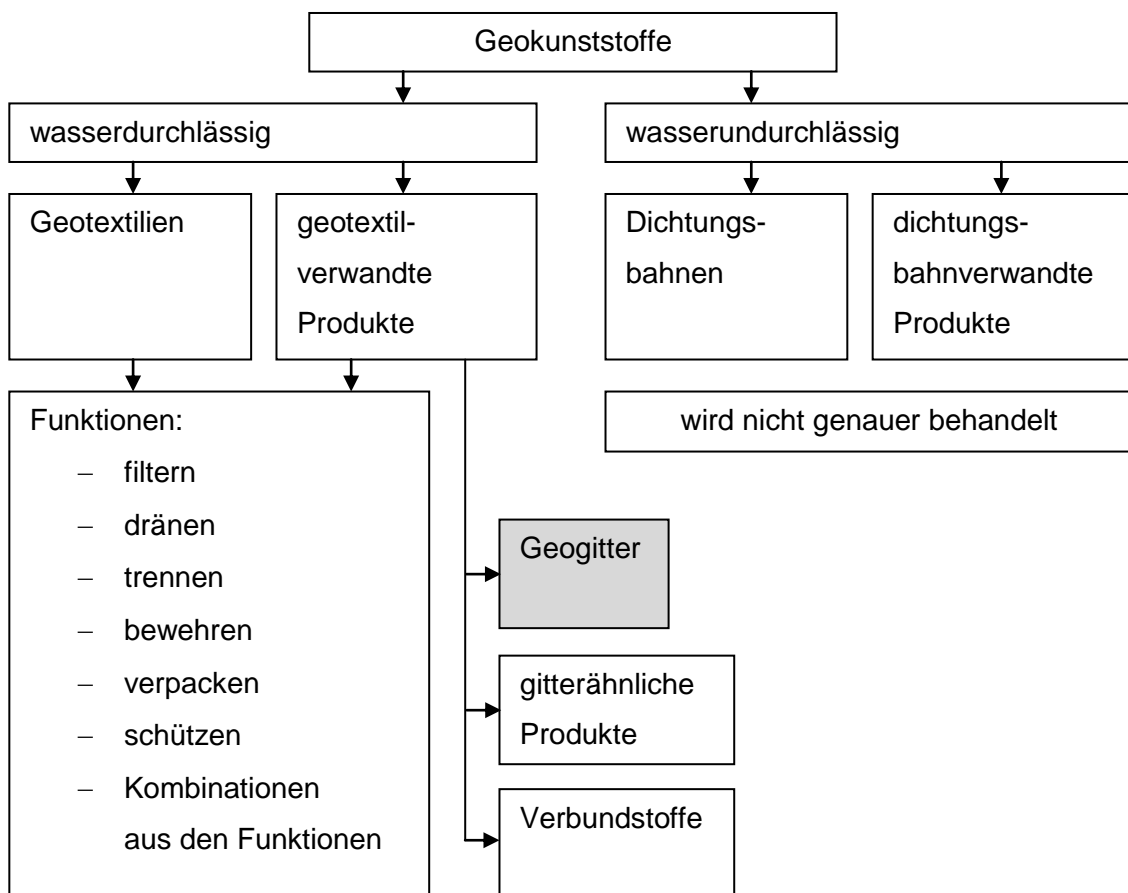 Geokunststoffe
wasserdurchlässig
wasserundurchlässig
Geotextilien
geotextil-
verwandte
Produkte
Dichtungs-
bahnen
dichtungs-
bahnverwandte
Produkte
Funktionen:
– filtern
– dränen
– trennen
– bewehren
– verpacken
– schützen
– Kombinationen
aus den Funktionen
wird nicht genauer behandelt
Geogitter
gitterähnliche
Produkte
Verbundstoffe